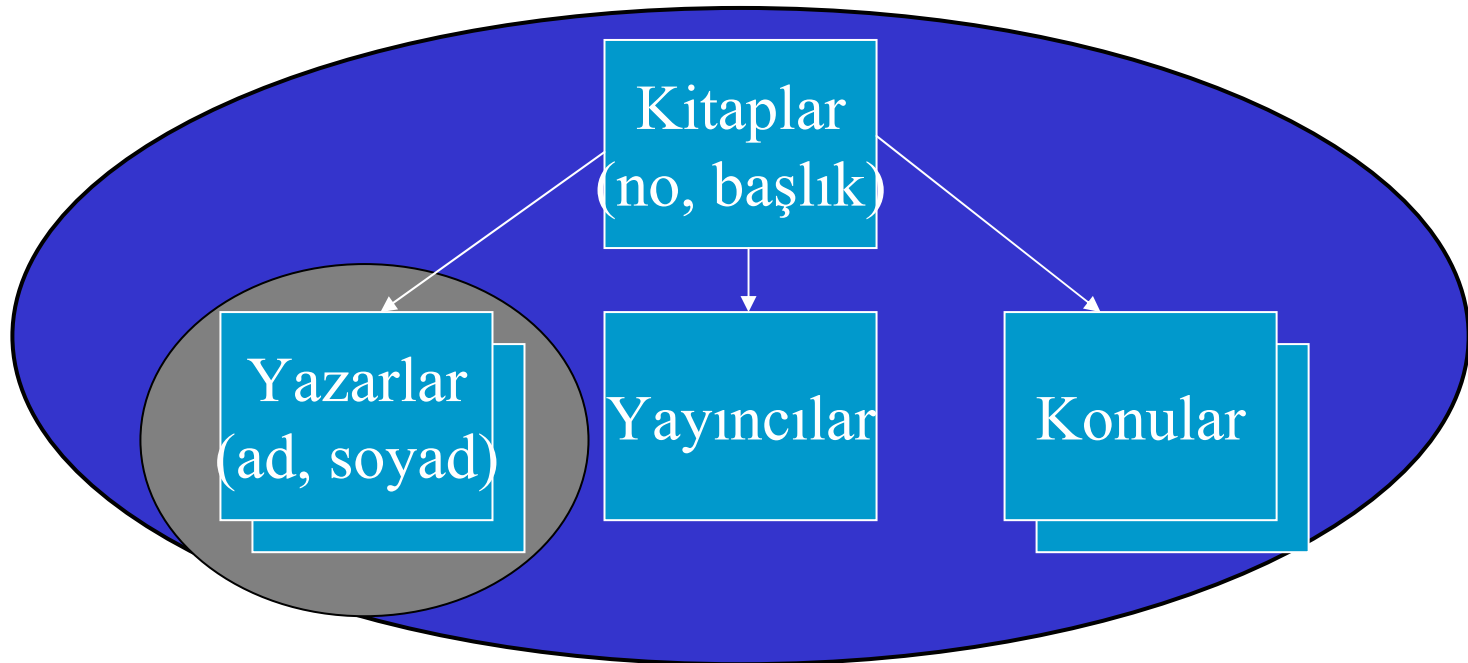 Kitaplar
(no, başlık)
Yazarlar
(ad, soyad)
Yayıncılar
Konular